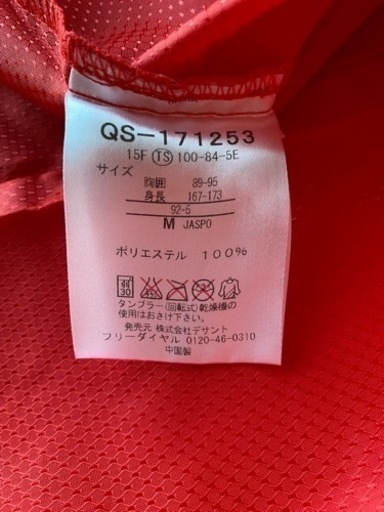 QS-171253
15F TS 100-84-5E
サイズ
胸囲 89-95
身長 167-173
92-5
M JASPO
ポリエステル 100%
30
タンブラー(回転式)乾燥機の
使用はおさけ下さい。
発売元 株式会社デサント
フリーダイヤル 0120-46-0310
中国製